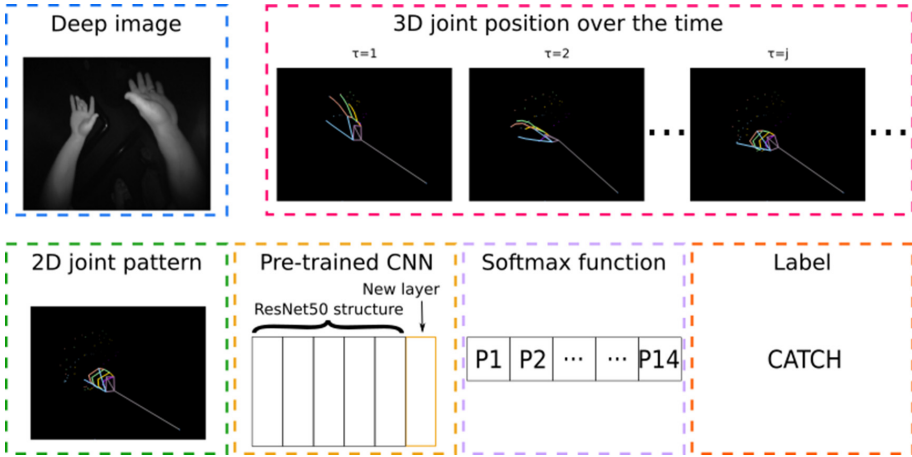 Deep image
3D joint position over the time
τ=1
τ=2
τ=j
...
...
2D joint pattern
Pre-trained CNN
New layer
ResNet50 structure
Softmax function
P1 P2 ... ... P14
Label
CATCH